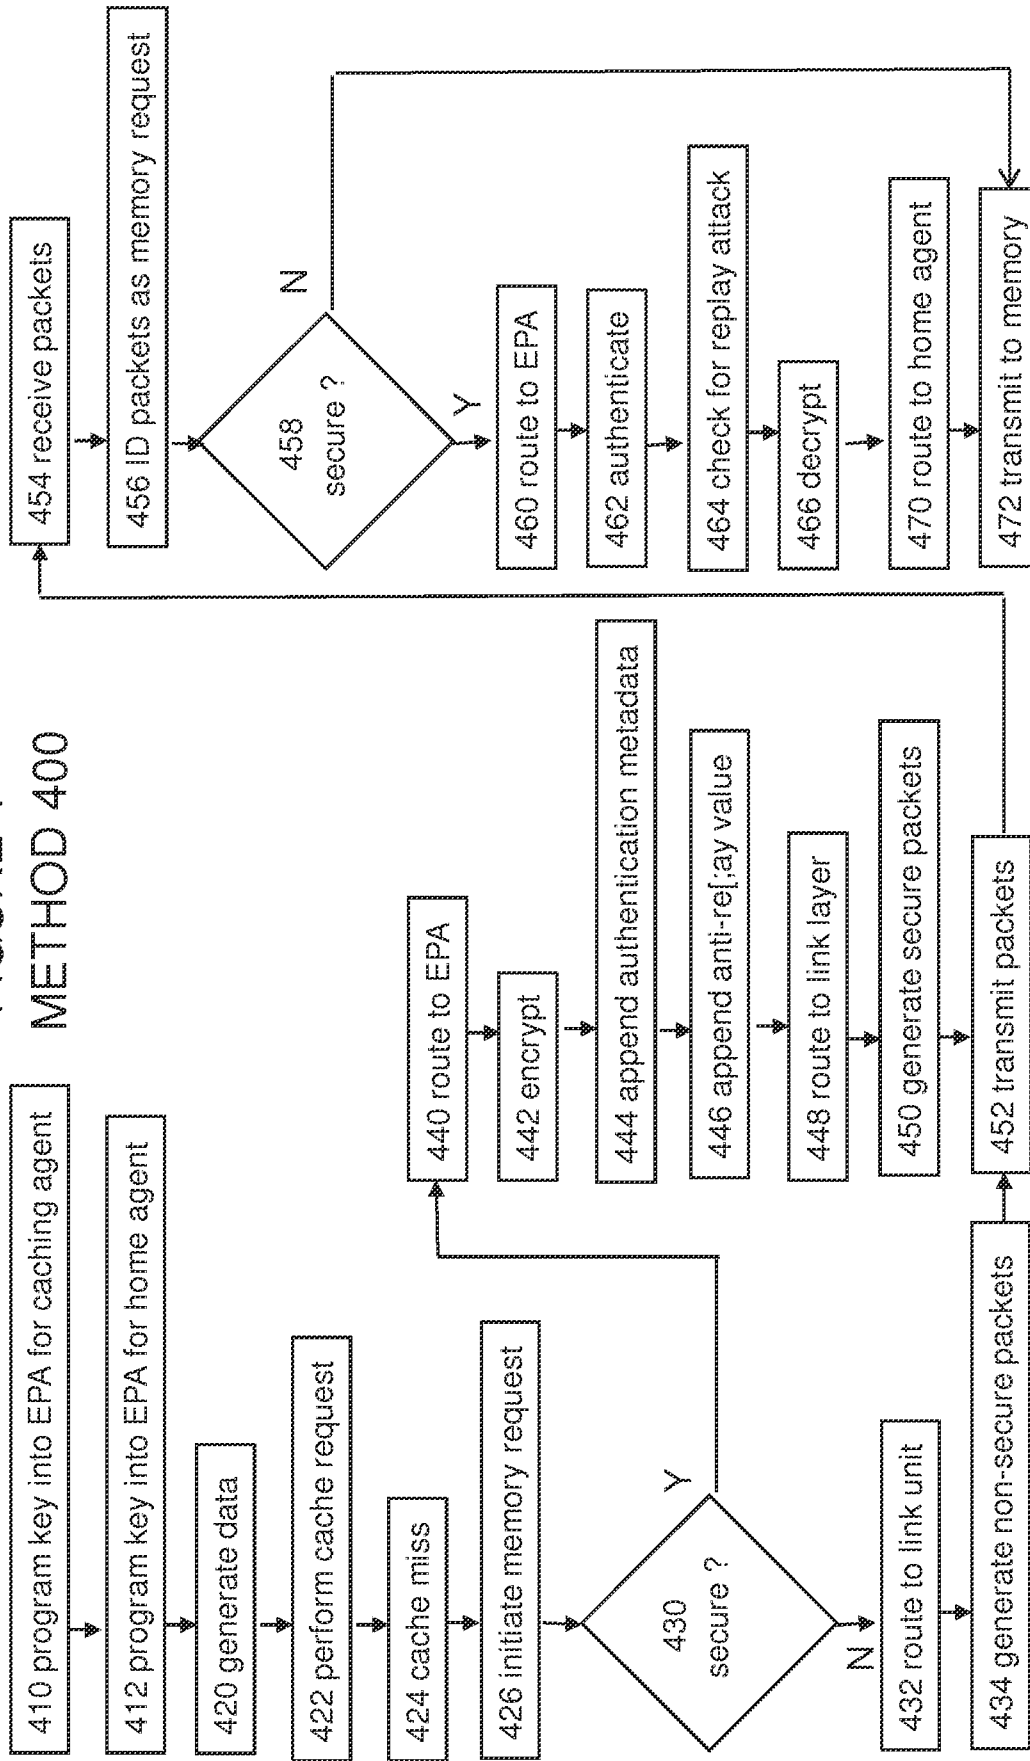 METHOD 400
410 program key into EPA for caching agent
412 program key into EPA for home agent
420 generate data
422 perform cache request
424 cache miss
426 initiate memory request
430
secure ?
Y
N
432 route to link unit
434 generate non-secure packets
440 route to EPA
442 encrypt
444 append authentication metadata
446 append anti-re[;ay value
448 route to link layer
450 generate secure packets
452 transmit packets
454 receive packets
456 ID packets as memory request
458
secure ?
N
Y
460 route to EPA
462 authenticate
464 check for replay attack
466 decrypt
470 route to home agent
472 transmit to memory